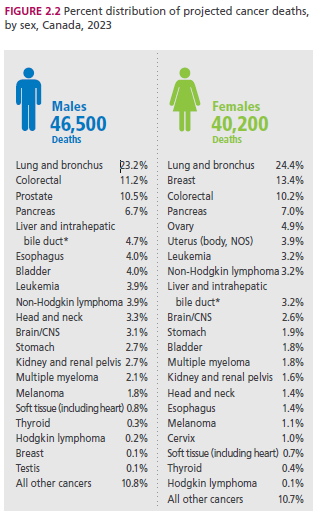 FIGURE 2.2 Percent distribution of projected cancer deaths,
by sex, Canada, 2023
Males
46,500
Deaths
Lung and bronchus 23.2%
Colorectal 11.2%
Prostate 10.5%
Pancreas 6.7%
Liver and intrahepatic
bile duct* 4.7%
Esophagus 4.0%
Bladder 4.0%
Leukemia 3.9%
Non-Hodgkin lymphoma 3.9%
Head and neck 3.3%
Brain/CNS 3.1%
Stomach 2.7%
Kidney and renal pelvis 2.7%
Multiple myeloma 2.1%
Melanoma 1.8%
Soft tissue (including heart) 0.8%
Thyroid 0.3%
Hodgkin lymphoma 0.2%
Breast 0.1%
Testis 0.1%
All other cancers 10.8%
Females
40,200
Deaths
Lung and bronchus 24.4%
Breast 13.4%
Colorectal 10.2%
Pancreas 7.0%
Ovary 4.9%
Uterus (body, NOS) 3.9%
Leukemia 3.2%
Non-Hodgkin lymphoma 3.2%
Liver and intrahepatic
bile duct* 3.2%
Brain/CNS 2.6%
Stomach 1.9%
Bladder 1.8%
Multiple myeloma 1.8%
Kidney and renal pelvis 1.6%
Head and neck 1.4%
Esophagus 1.4%
Melanoma 1.1%
Cervix 1.0%
Soft tissue (including heart) 0.7%
Thyroid 0.4%
Hodgkin lymphoma 0.1%
All other cancers 10.7%